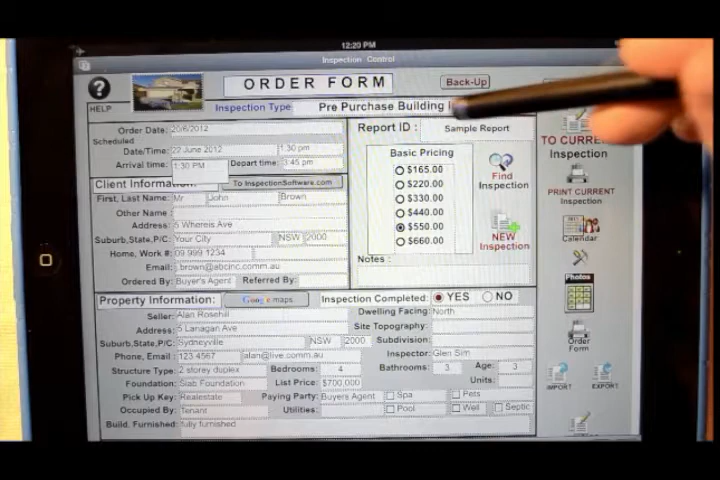 12:20 PM
Inspection Control
HELP
ORDER FORM
Back-Up
Inspection Type
Pre Purchase Building
Order Date: 20/6/2012
Scheduled
Date/Time: 22 June 2012 1:30 pm
Arrival time: 1:30 PM Depart time: 3:45 pm
Report ID : Sample Report
Basic Pricing
$165.00
$220.00
$330.00
$440.00
$550.00
$660.00
Find
Inspection
NEW
Inspection
Notes :
Client Information:
To InspectionSoftware.com
First, Last Name: Mr John Brown
Other Name :
Address: 5 Whereis Ave
Suburb,State,P/C: Your City NSW 2000
Home, Work #: 09 999 1234
Email: j.brown@abcinc.comm.au
Ordered By: Buyer's Agent Referred By:
Property Information:
Google maps
Inspection Completed: YES NO
Seller: Alan Rosehill
Dwelling Facing: North
Address: 5 Lanagan Ave
Site Topography:
Suburb,State,P/C: Sydneyville NSW 2000
Subdivision:
Phone, Email : 123 4567 alan@live.comm.au
Inspector: Glen Sim
Structure Type: 2 storey duplex Bedrooms: 4
Bathrooms: 3 Age: 3
Foundation: Slab Foundation List Price: $700,000
Units:
Pick Up Key: Realestate Paying Party: Buyers Agent
Spa Pets
Occupied By: Tenant Utilities:
Pool Well Septic
Build. Furnished: fully furnished
TO CURRENT
Inspection
PRINT CURRENT
Inspection
Calendar
Photos
Order
Form
IMPORT EXPORT